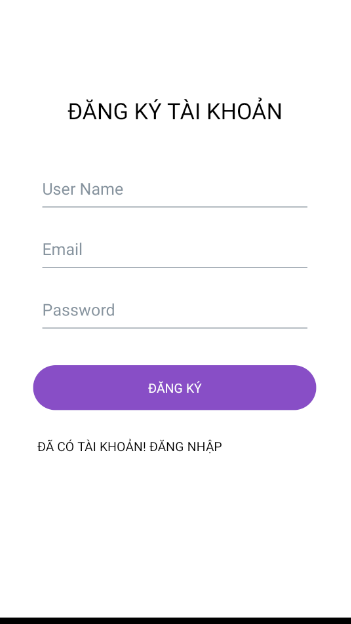 ĐĂNG KÝ TÀI KHOẢN
User Name
Email
Password
ĐĂNG KÝ
ĐÃ CÓ TÀI KHOẢN! ĐĂNG NHẬP